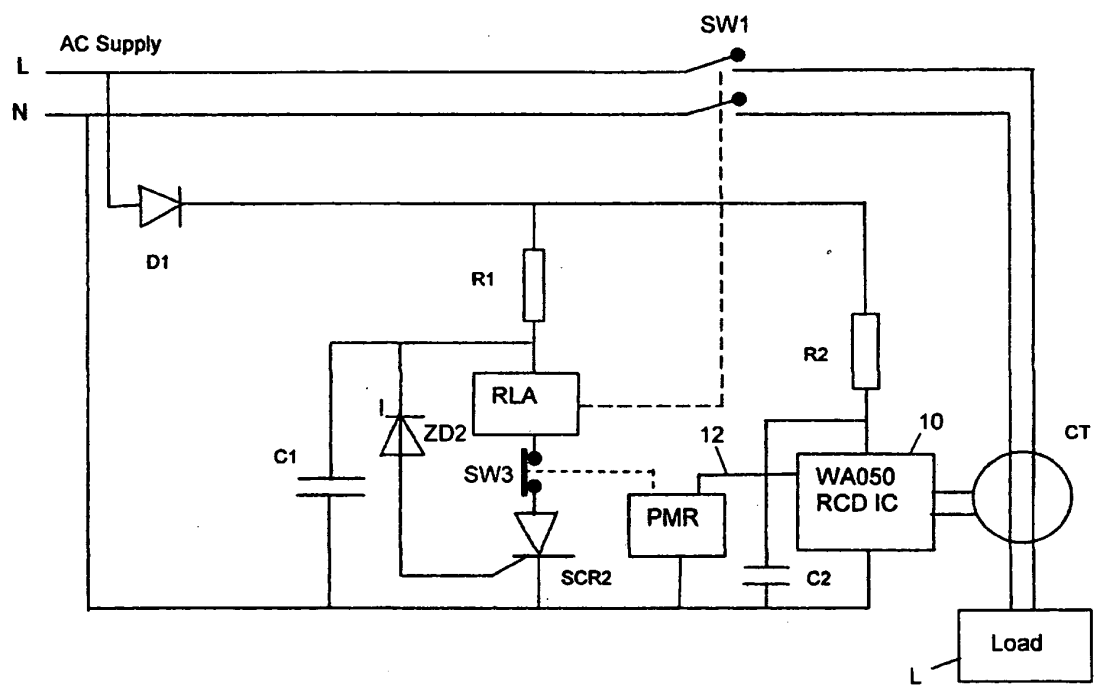 SW1
AC Supply
L
N
D1
R1
R2
RLA
ZD2
C1
SW3
12
10
CT
WA050
RCD IC
PMR
SCR2
C2
Load
L